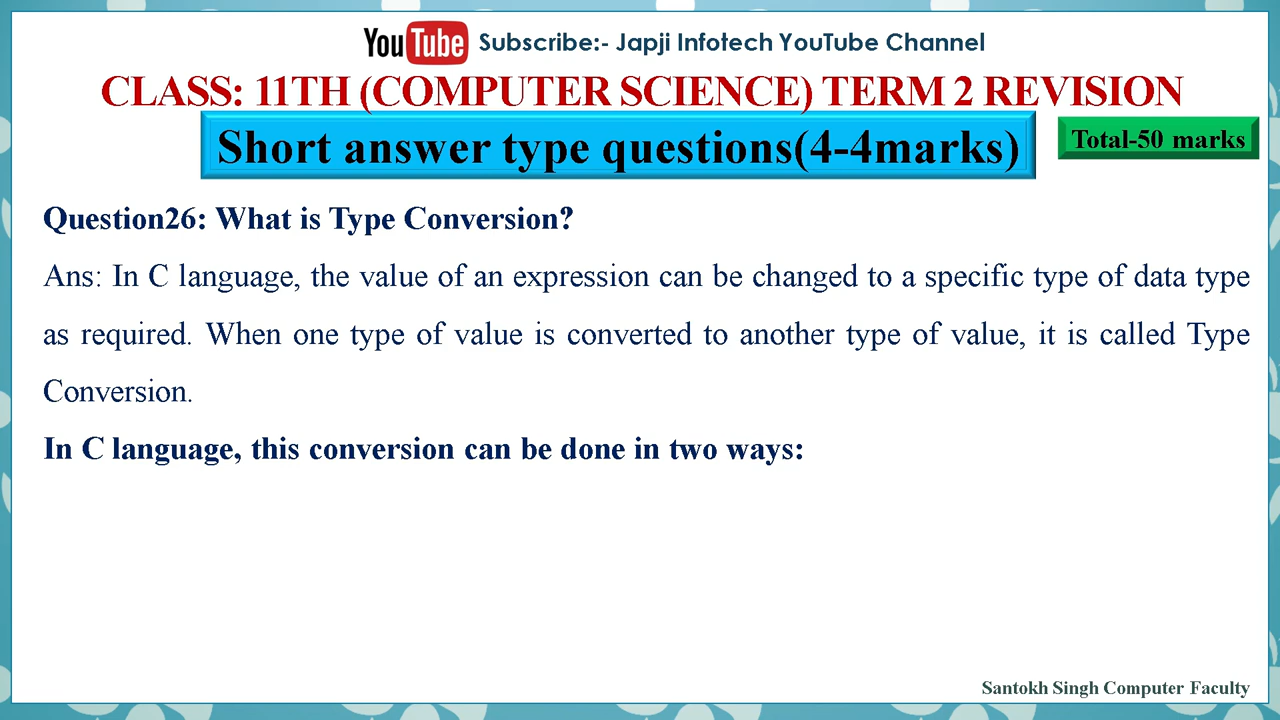 YouTube Subscribe:- Japji Infotech YouTube Channel
CLASS: 11TH (COMPUTER SCIENCE) TERM 2 REVISION
Short answer type questions(4-4marks)
Total-50 marks
Question26: What is Type Conversion?
Ans: In C language, the value of an expression can be changed to a specific type of data type
as required. When one type of value is converted to another type of value, it is called Type
Conversion.
In C language, this conversion can be done in two ways:
Santokh Singh Computer Faculty